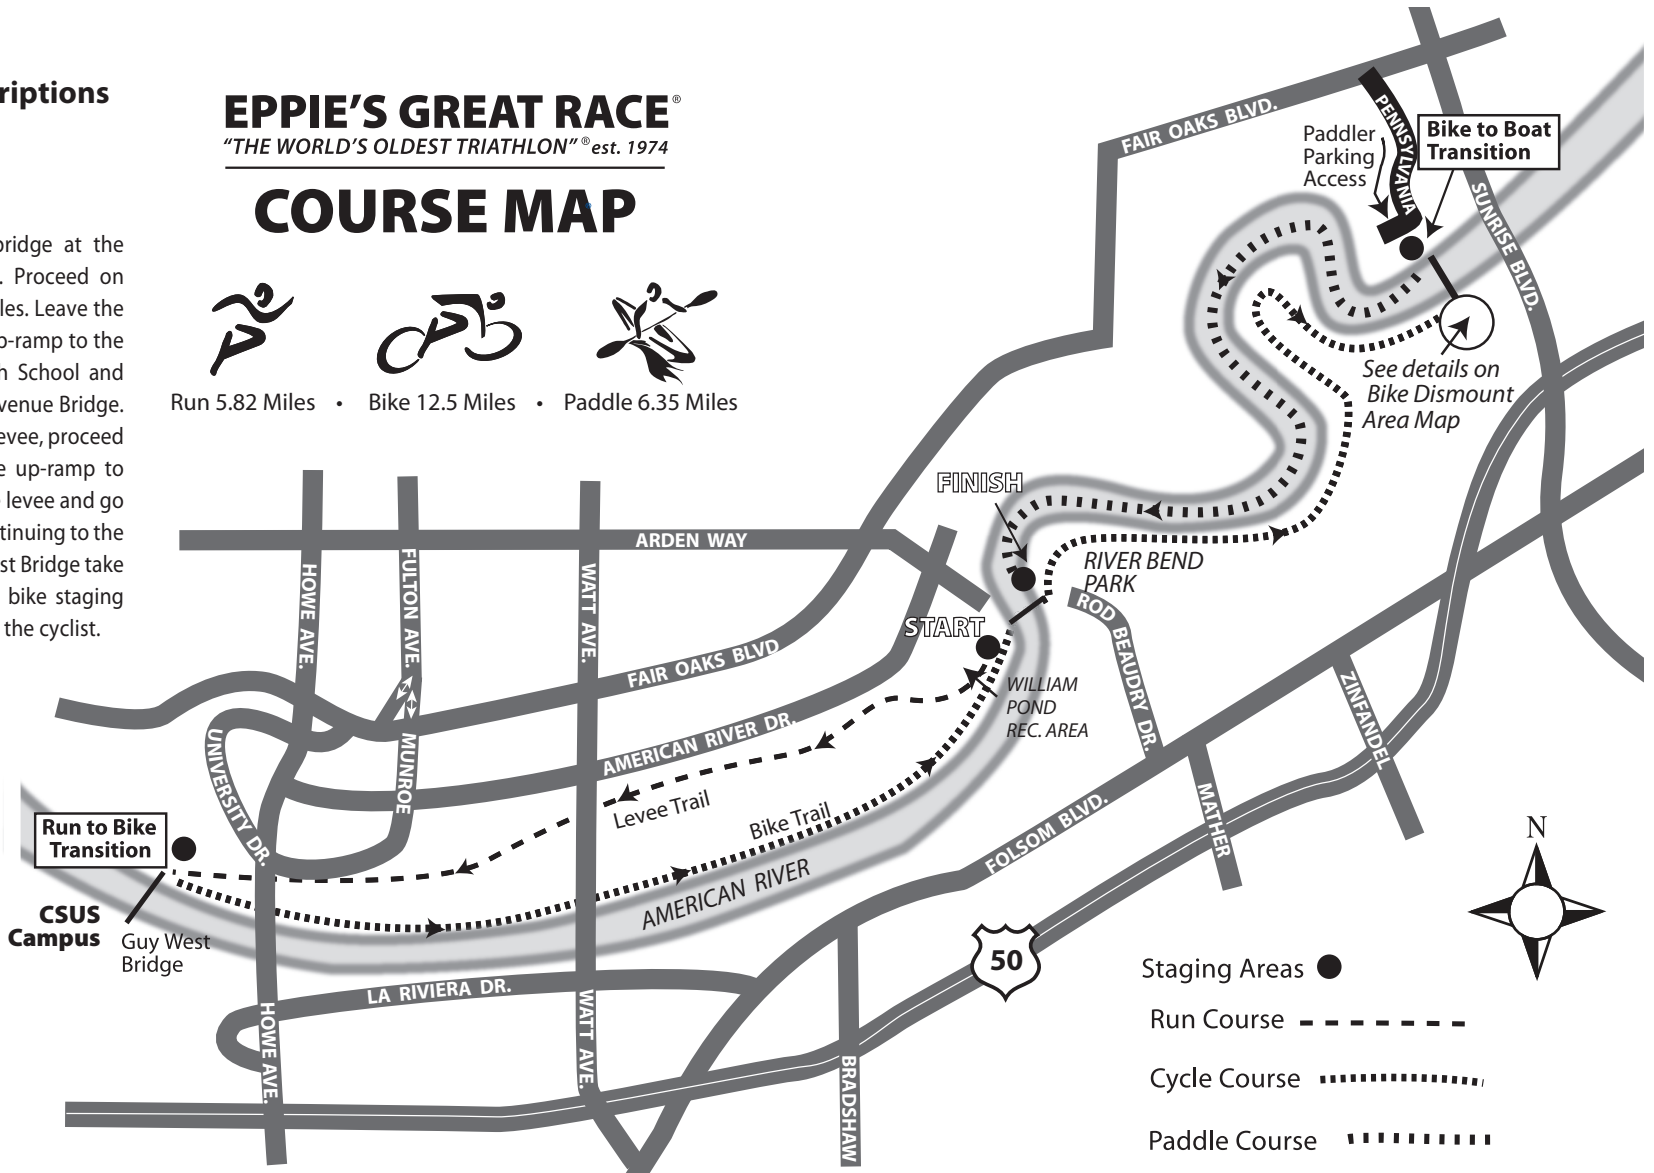 riptions
bridge at the
. Proceed on
les. Leave the
p-ramp to the
h School and
venue Bridge.
evee, proceed
e up-ramp to
levee and go
tinuing to the
st Bridge take
bike staging
the cyclist.
EPPIE’S GREAT RACE®
“THE WORLD’S OLDEST TRIATHLON” ® est. 1974
COURSE MAP
Run 5.82 Miles • Bike 12.5 Miles • Paddle 6.35 Miles
FAIR OAKS BLVD.
PENNSYLVANIA
Paddler
Parking
Access
Bike to Boat
Transition
SUNRISE BLVD.
See details on
Bike Dismount
Area Map
FINISH
ARDEN WAY
HOWE AVE.
FULTON AVE.
WATT AVE.
RIVER BEND
PARK
ROD BEAUDRY DR.
START
FAIR OAKS BLVD
WILLIAM
POND
REC. AREA
AMERICAN RIVER DR.
UNIVERSITY DR.
MUNROE
ZINFANDEL
MATHER
Levee Trail
Bike Trail
Run to Bike
Transition
FOLSOM BLVD.
AMERICAN RIVER
CSUS
Campus
Guy West
Bridge
LA RIVIERA DR.
HOWE AVE.
WATT AVE.
BRADSHAW
50
N
Staging Areas
Run Course
Cycle Course
Paddle Course